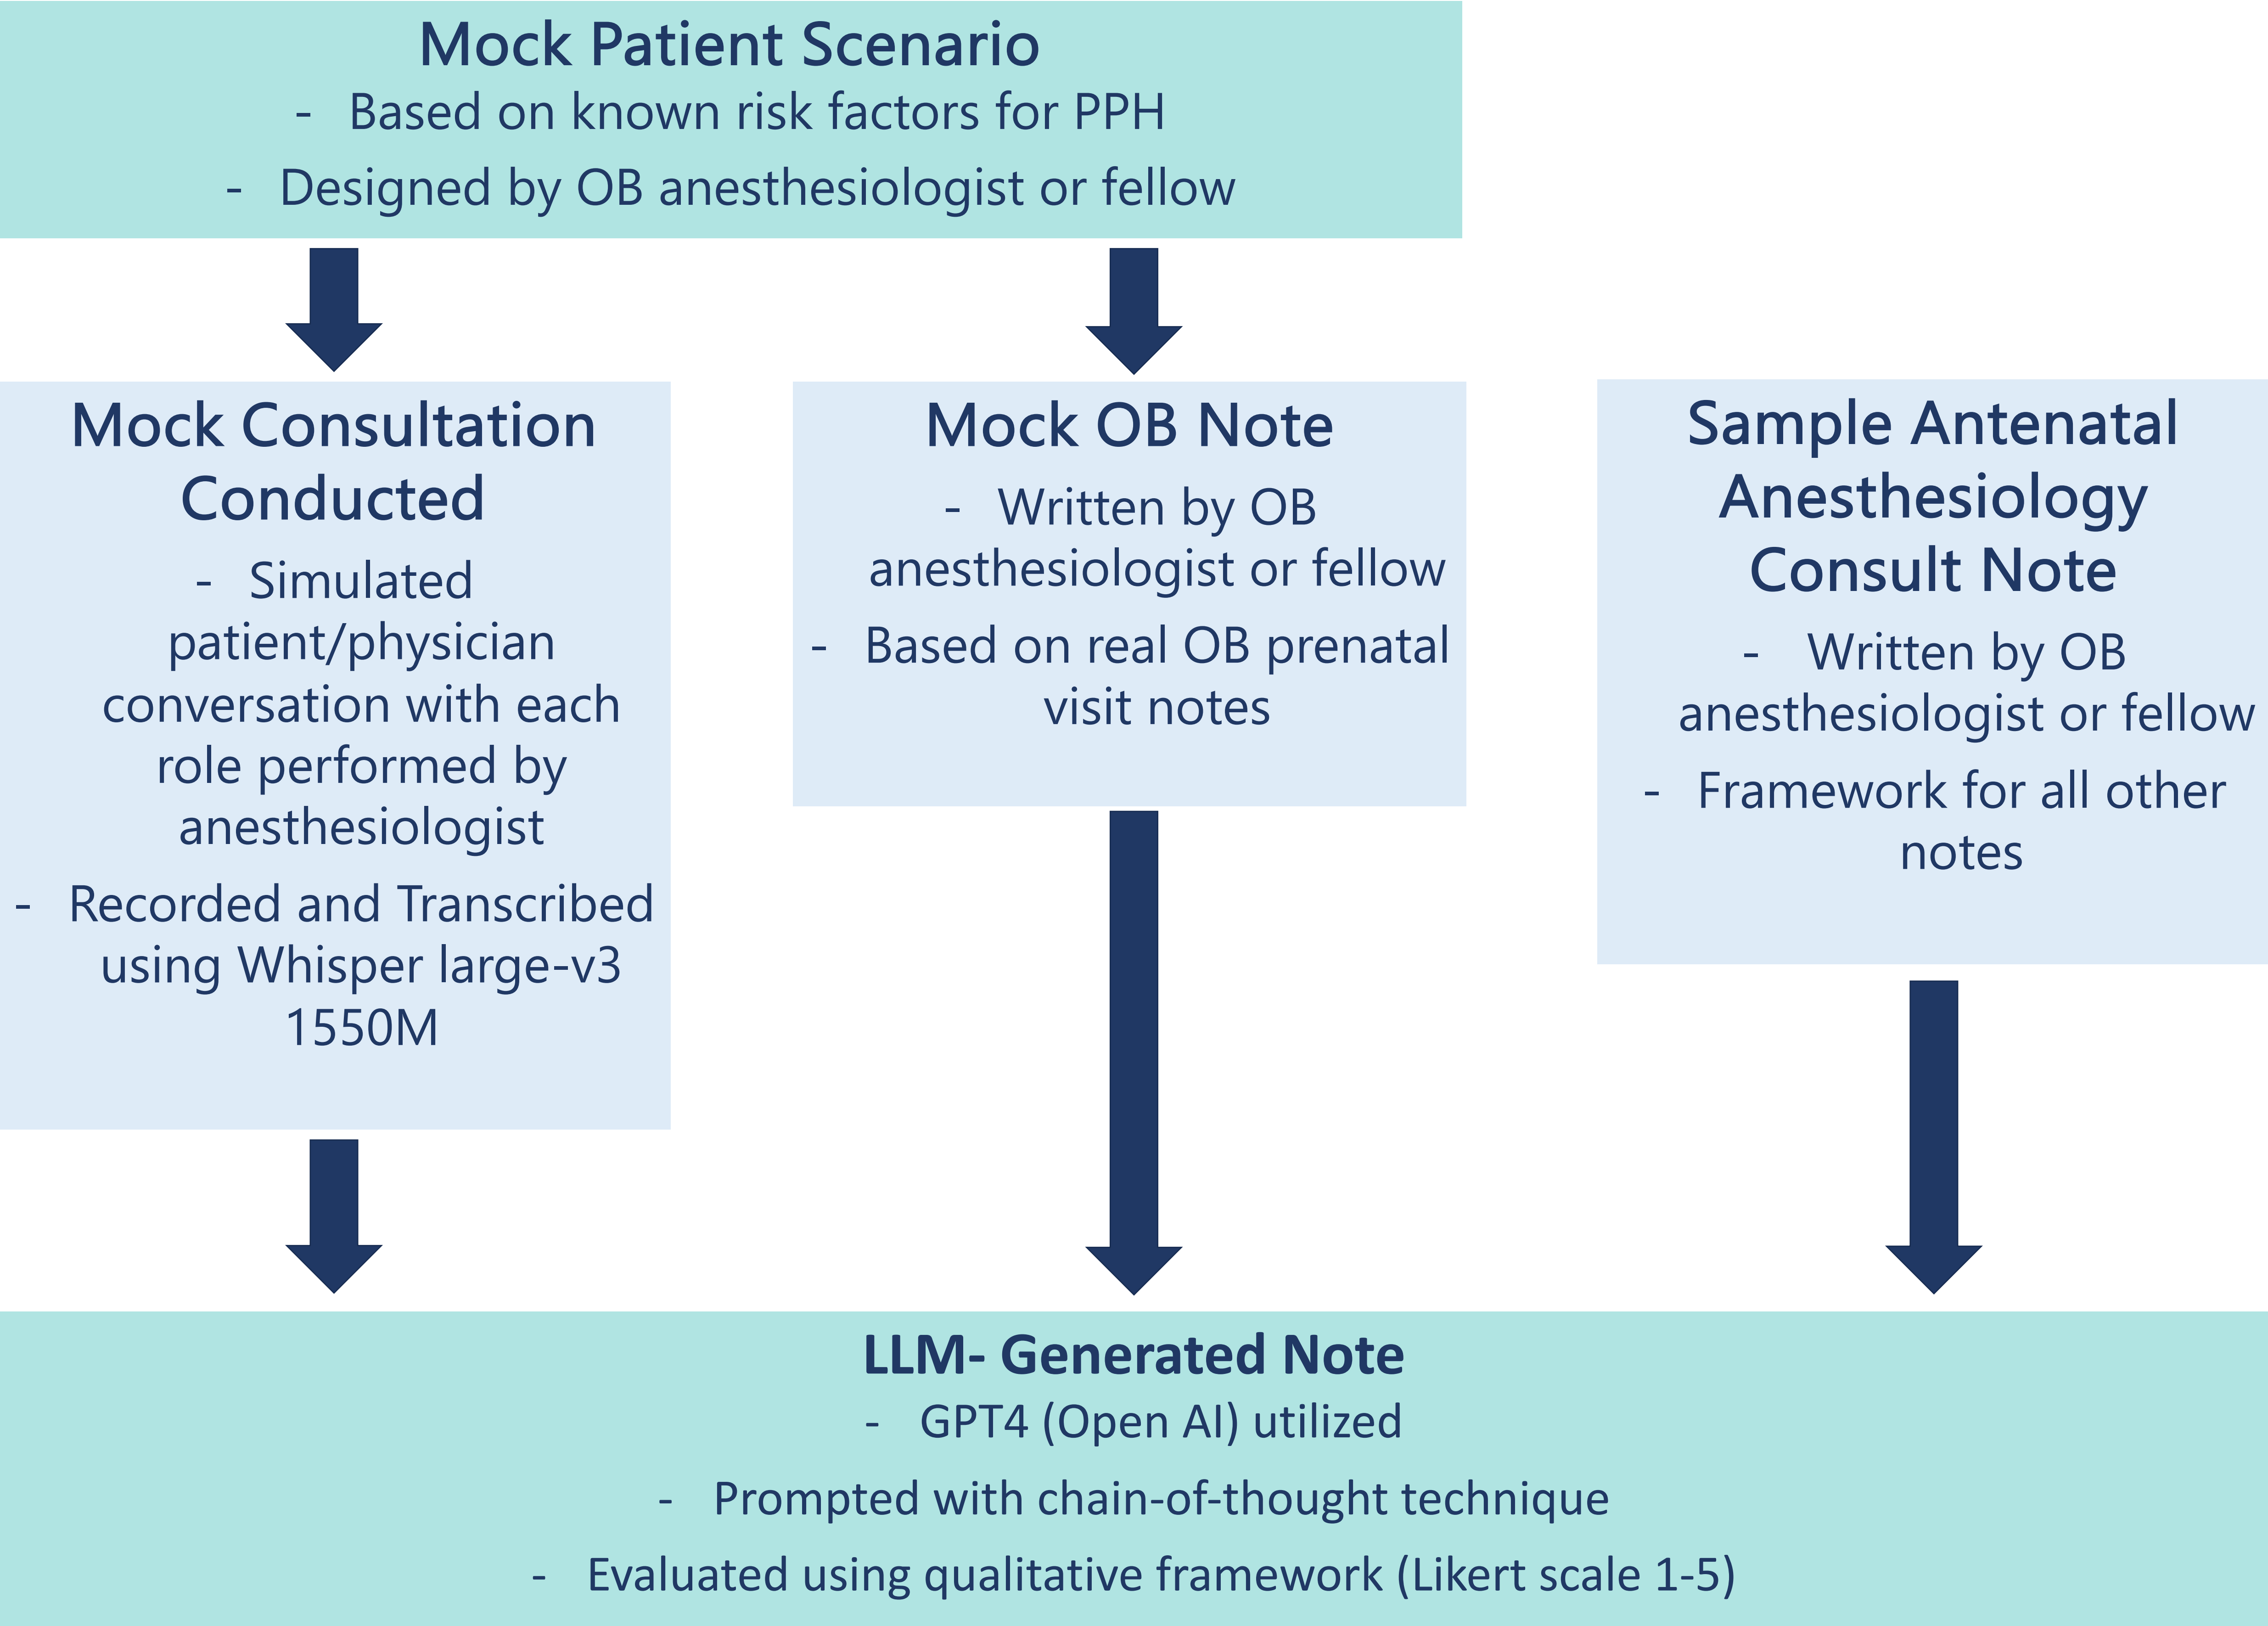 Mock Patient Scenario
- Based on known risk factors for PPH
- Designed by OB anesthesiologist or fellow
Mock Consultation
Conducted
- Simulated
patient/physician
conversation with each
role performed by
anesthesiologist
- Recorded and Transcribed
using Whisper large-v3
1550M
Mock OB Note
- Written by OB
anesthesiologist or fellow
- Based on real OB prenatal
visit notes
Sample Antenatal
Anesthesiology
Consult Note
- Written by OB
anesthesiologist or fellow
- Framework for all other
notes
LLM- Generated Note
- GPT4 (Open AI) utilized
- Prompted with chain-of-thought technique
- Evaluated using qualitative framework (Likert scale 1-5)